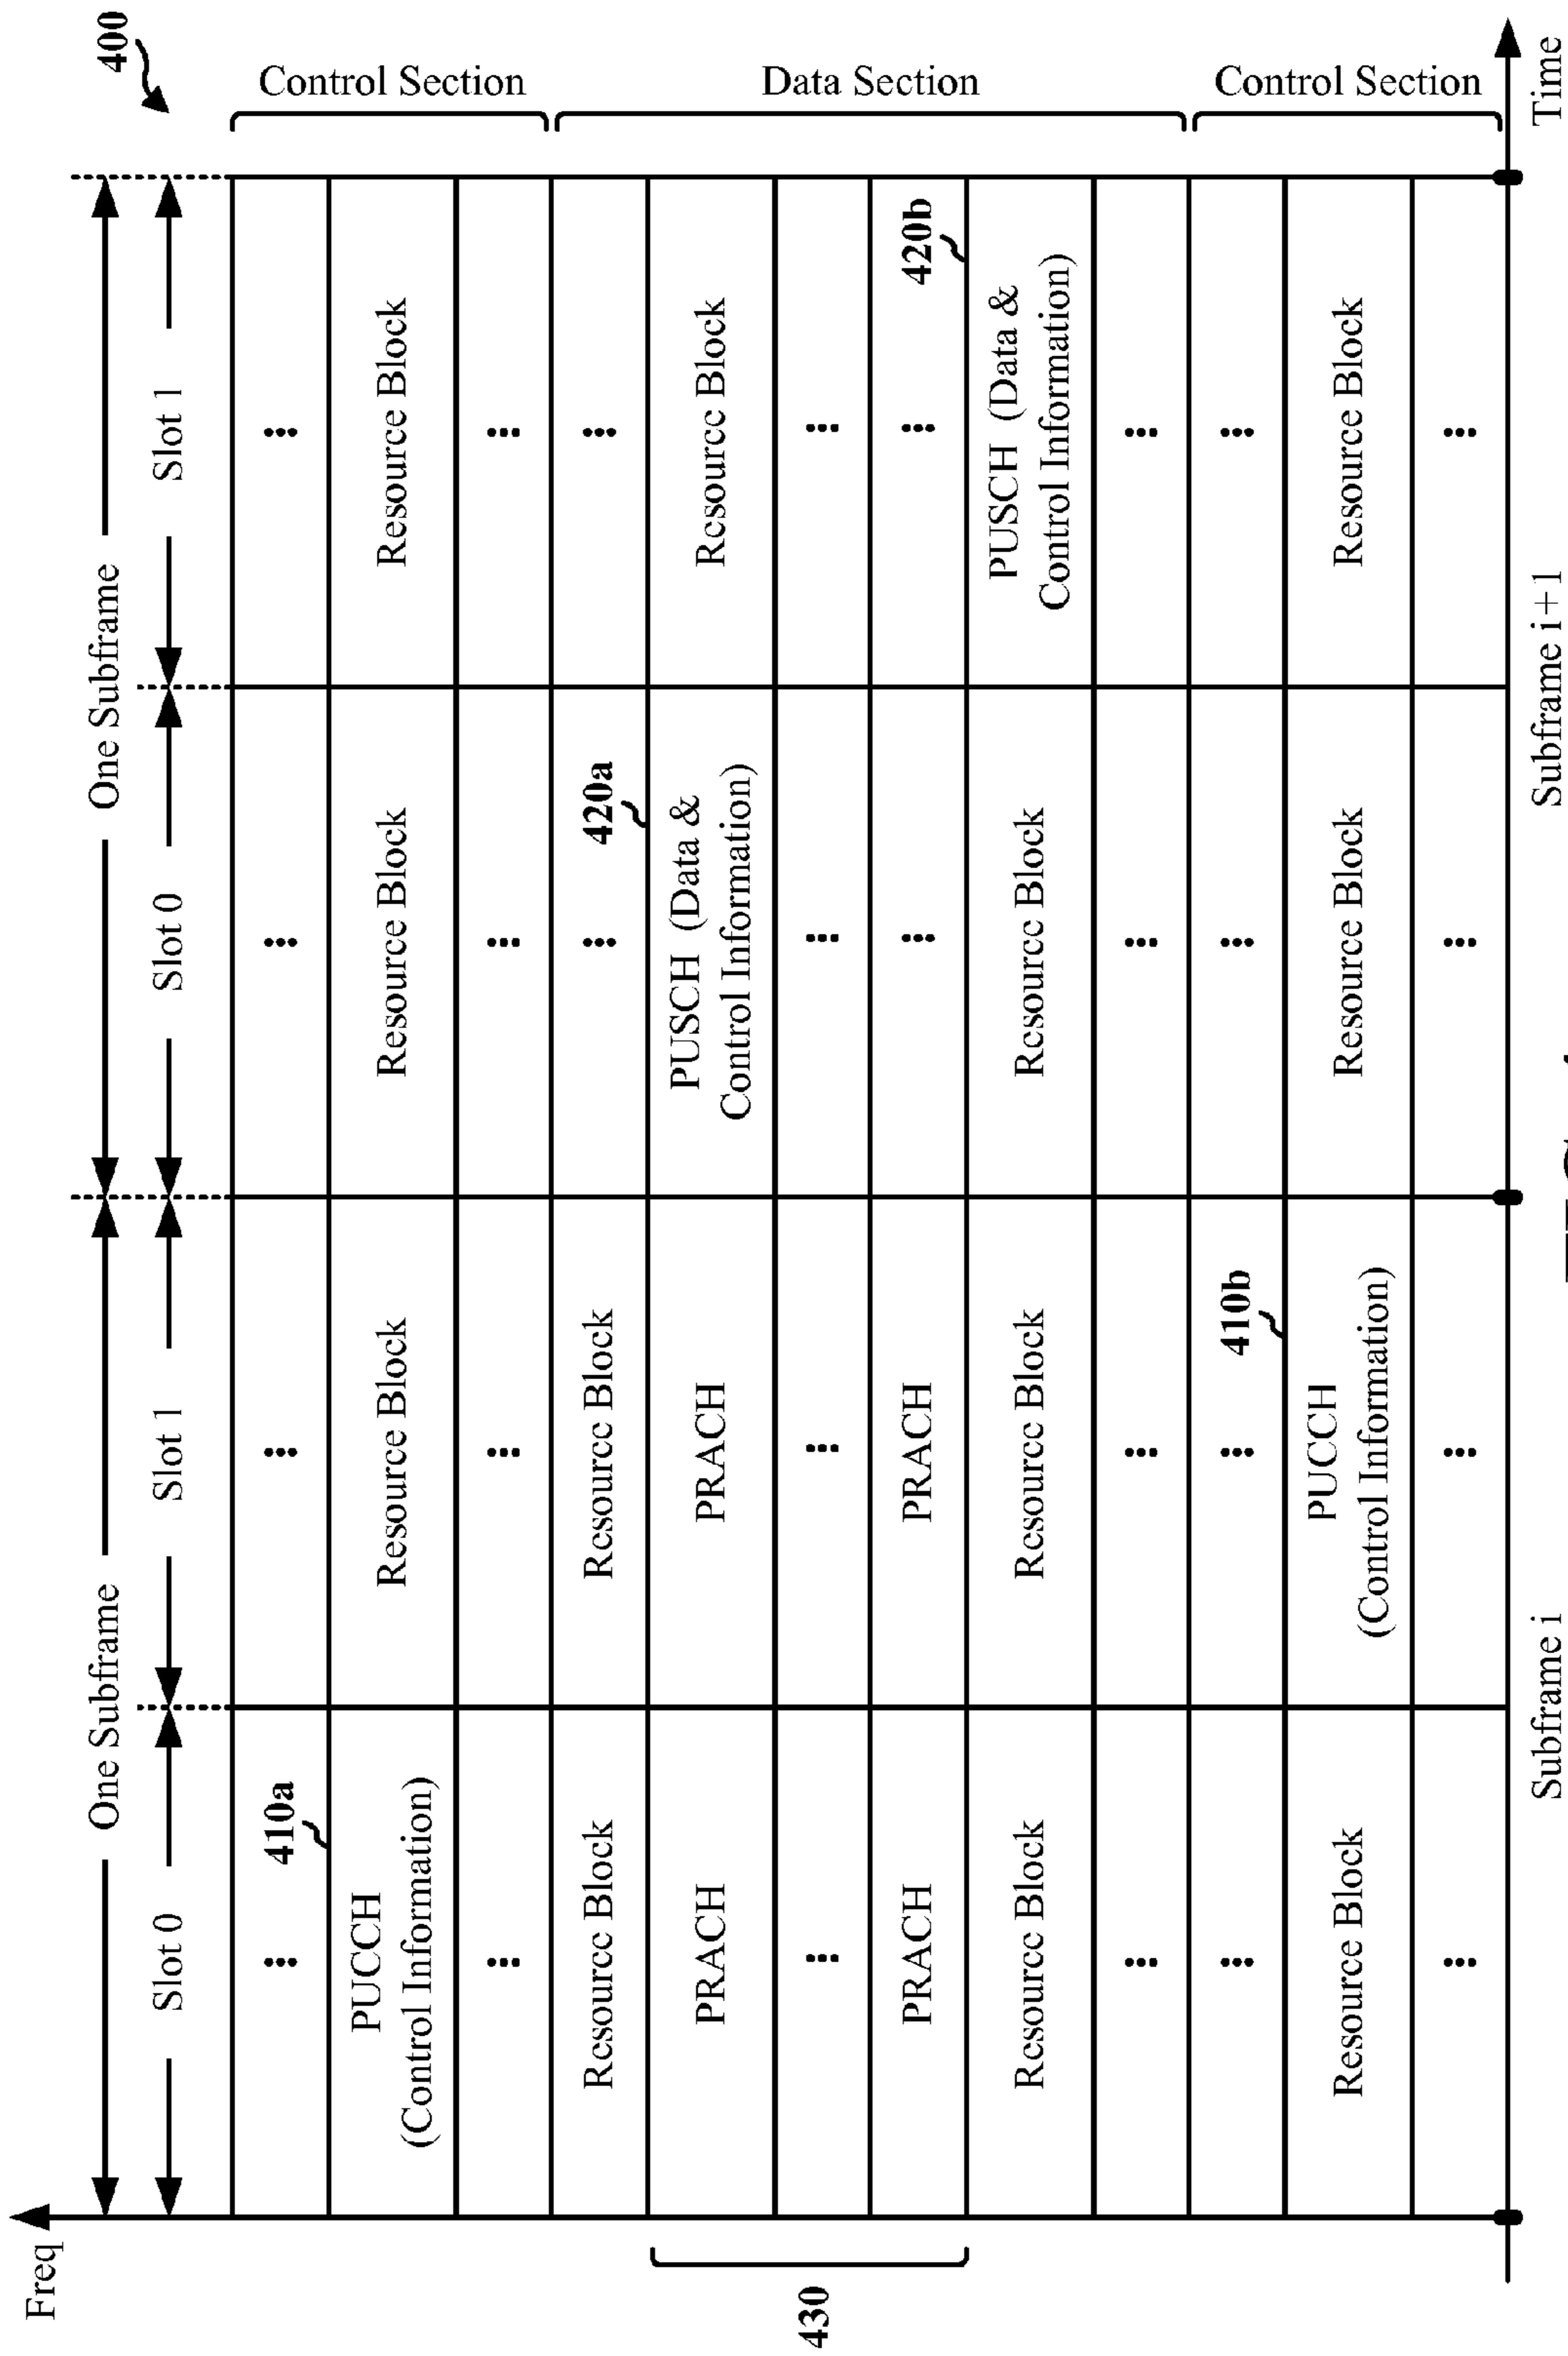 400
Freq
One Subframe One Subframe
Slot 0 Slot 1 Slot 0 Slot 1
410a
PUCCH
(Control Information)
Resource Block
Resource Block
Resource Block
Control Section
Resource Block
Resource Block
420a
430
PRACH
PRACH
PUSCH (Data &
Control Information)
Resource Block
Data Section
PRACH
PRACH
420b
Resource Block
Resource Block
Resource Block
PUSCH (Data &
Control Information)
410b
Resource Block
PUCCH
(Control Information)
Resource Block
Resource Block
Control Section
Subframe i
Subframe i+1
Time